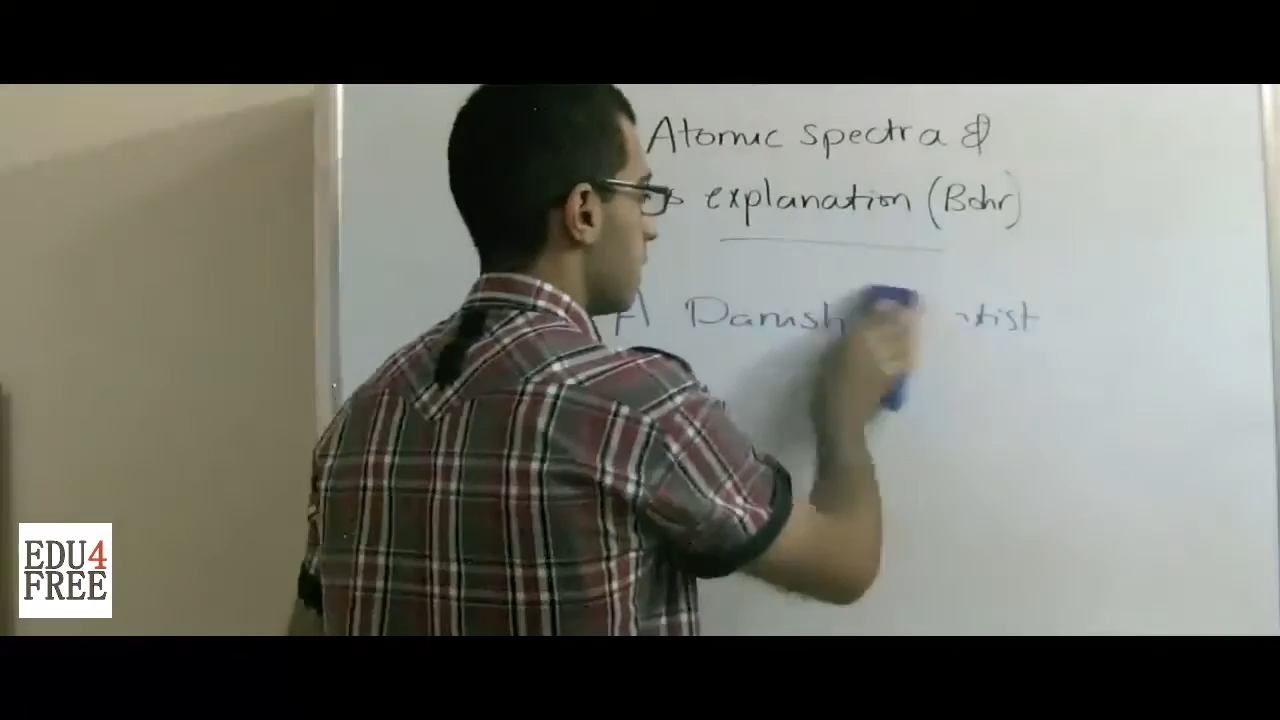 Atomic spectra &
explanation (Bohr)
A Danish
EDU4
FREE